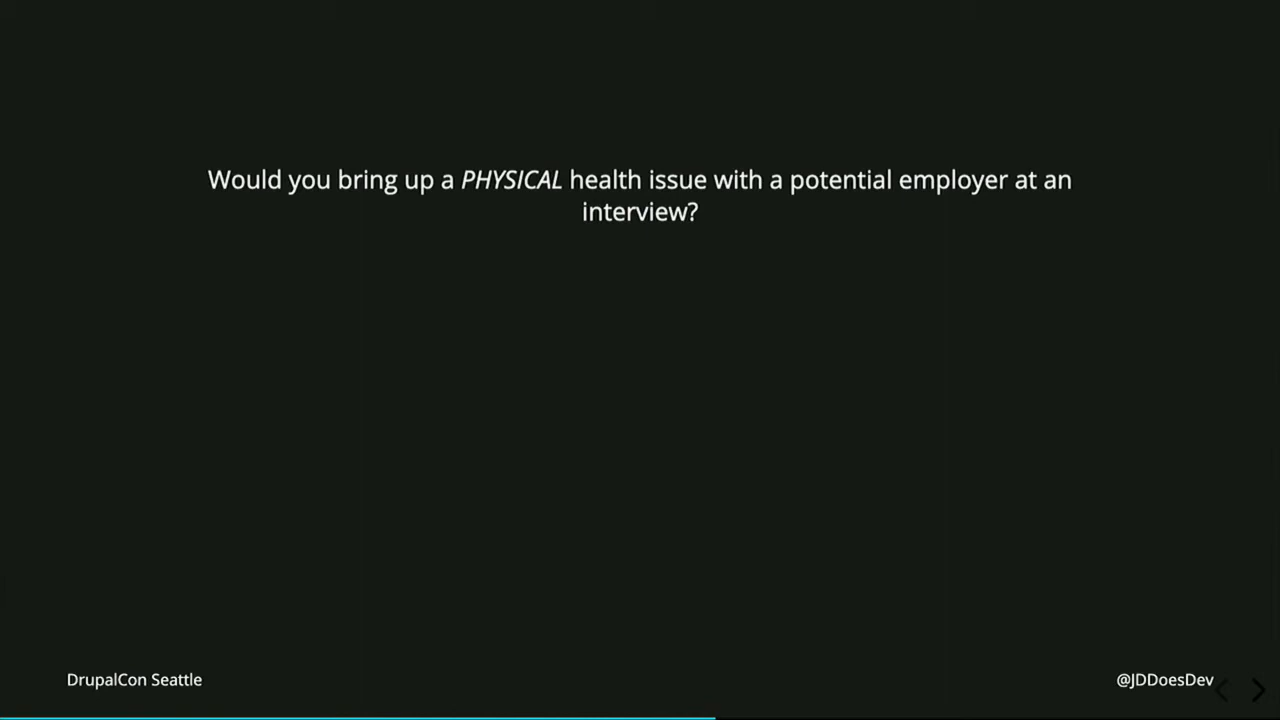 Would you bring up a PHYSICAL health issue with a potential employer at an
interview?
DrupalCon Seattle
@JDDoesDev